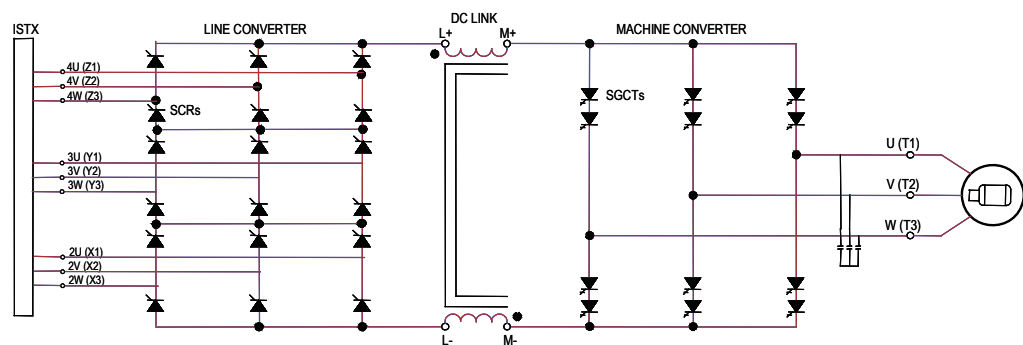 ISTX
LINE CONVERTER
L+
DC LINK
M+
MACHINE CONVERTER
4U (Z1)
4V (Z2)
4W (Z3)
SCRs
SGCTs
3U (Y1)
3V (Y2)
3W (Y3)
U (T1)
V (T2)
W (T3)
2U (X1)
2V (X2)
2W (X3)
L-
M-